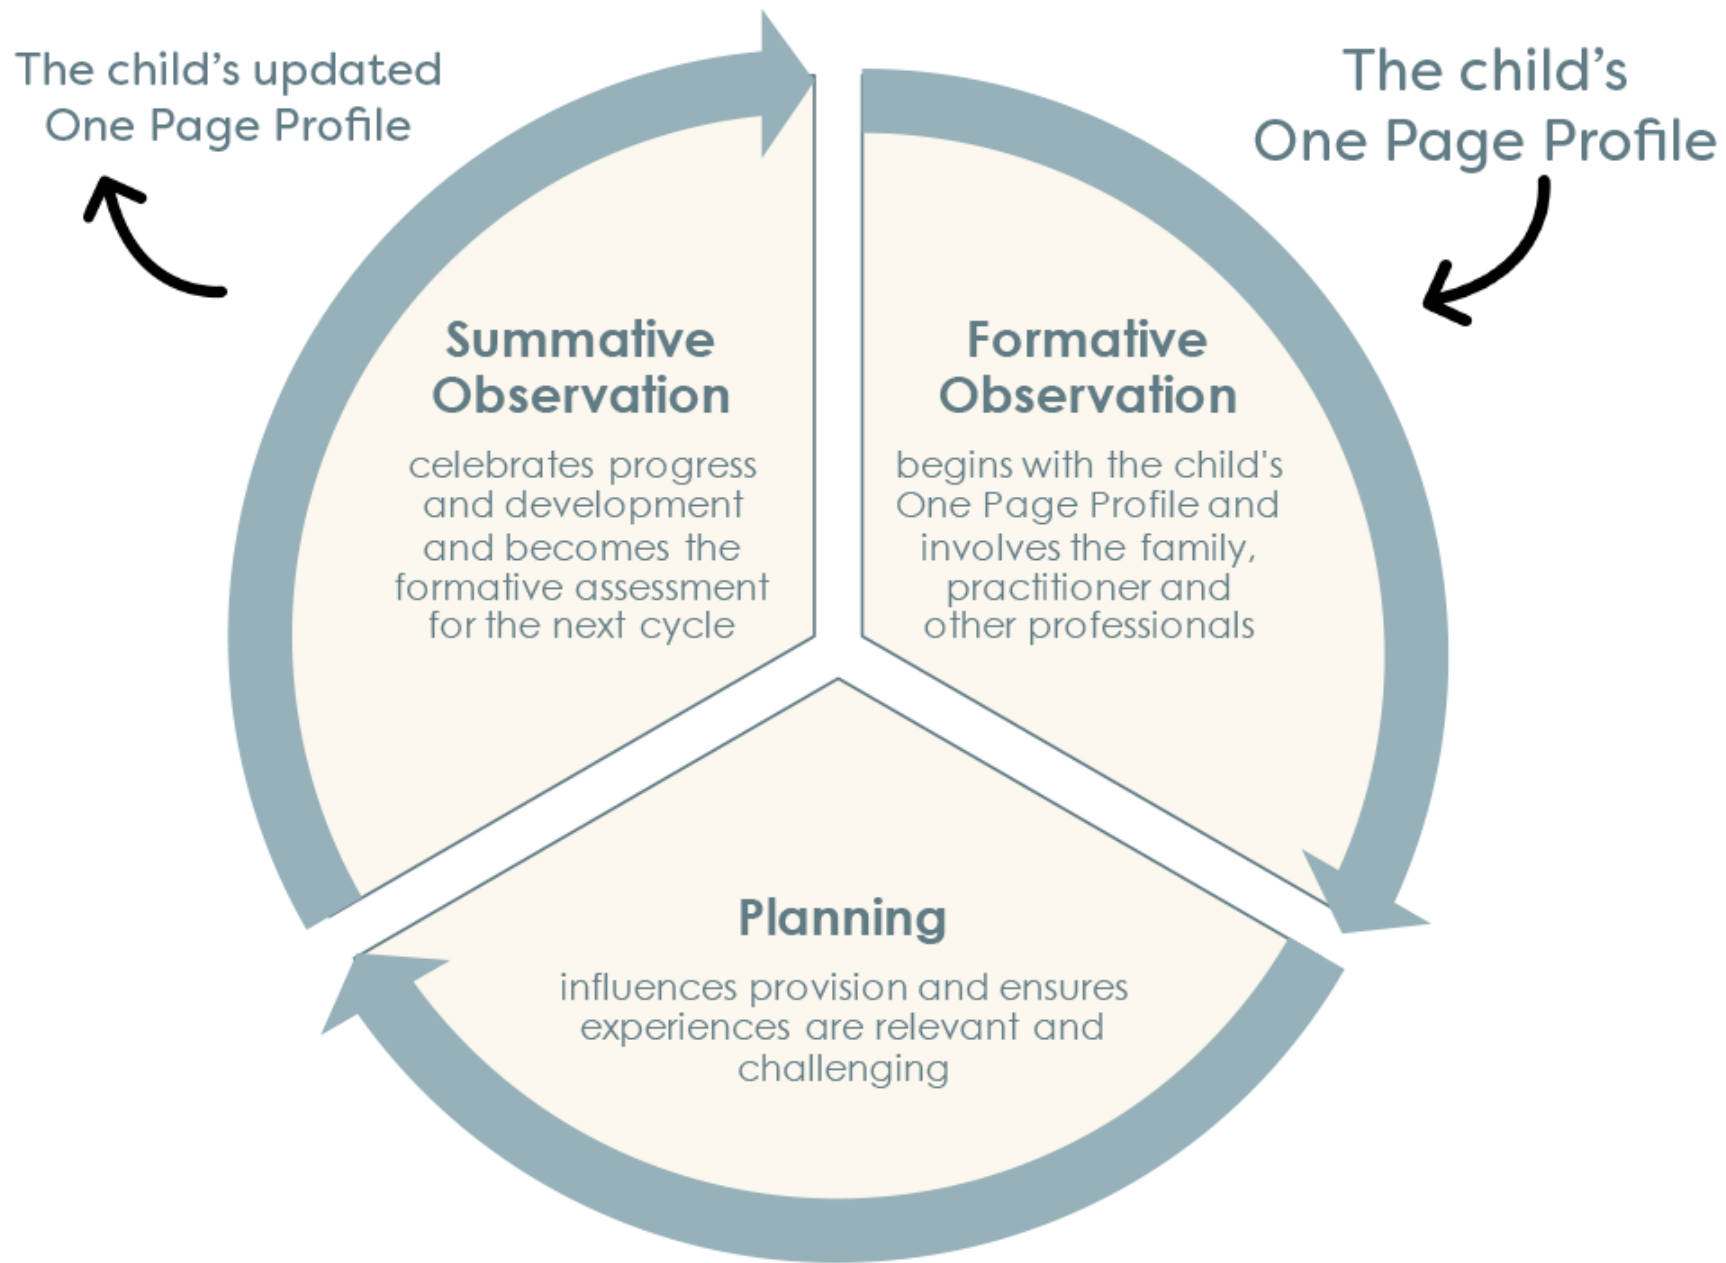 The child's updated
One Page Profile
The child's
One Page Profile
Summative
Observation
celebrates progress
and development
and becomes the
formative assessment
for the next cycle
Formative
Observation
begins with the child's
One Page Profile and
involves the family,
practitioner and
other professionals
Planning
influences provision and ensures
experiences are relevant and
challenging